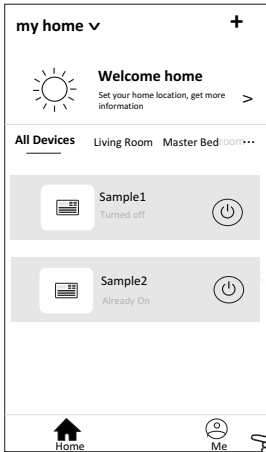 my home
Welcome home
Set your home location, get more
information
All Devices Living Room Master Bedroom
Sample1
Turned off
Sample2
Already On
Home Me